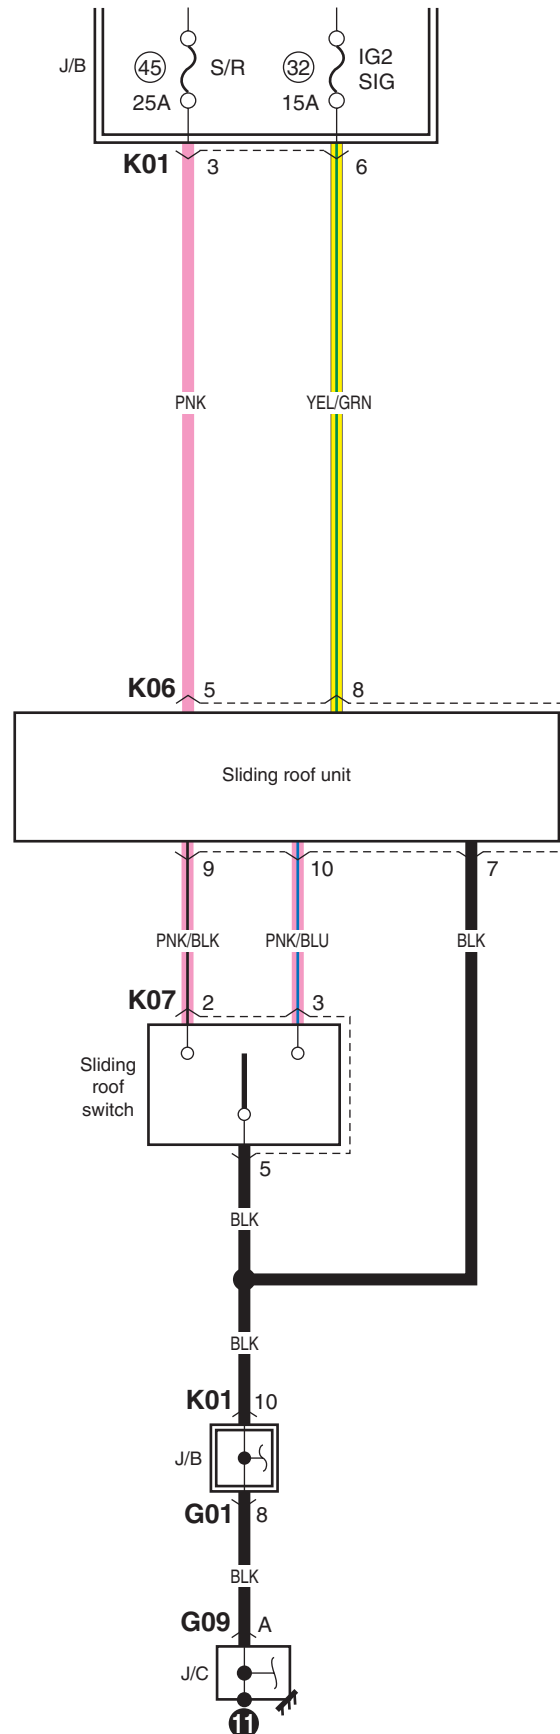 J/B
45
S/R
25A
32
IG2
SIG
15A
K01
3
6
PNK
YEL/GRN
K06
5
8
Sliding roof unit
9
10
7
PNK/BLK
PNK/BLU
BLK
K07
2
3
Sliding
roof
switch
5
BLK
BLK
K01
10
J/B
G01
8
BLK
G09
A
J/C
11